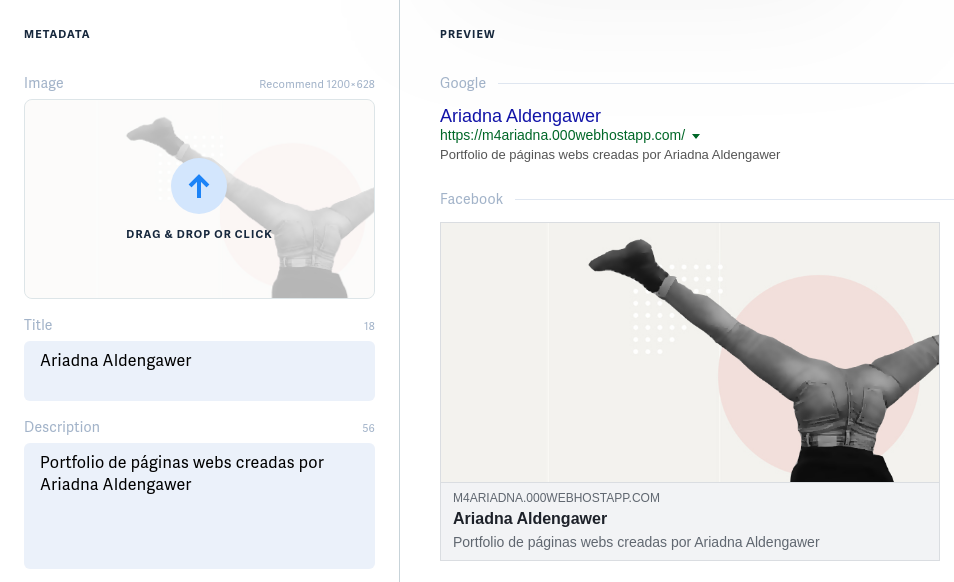 METADATA
Image
Recommend 1200×628
DRAG & DROP OR CLICK
Title
18
Ariadna Aldengawer
Description
56
Portfolio de páginas webs creadas por
Ariadna Aldengawer
PREVIEW
Google
Ariadna Aldengawer
https://m4ariadna.000webhostapp.com/
Portfolio de páginas webs creadas por Ariadna Aldengawer
Facebook
M4ARIADNA.000WEBHOSTAPP.COM
Ariadna Aldengawer
Portfolio de páginas webs creadas por Ariadna Aldengawer